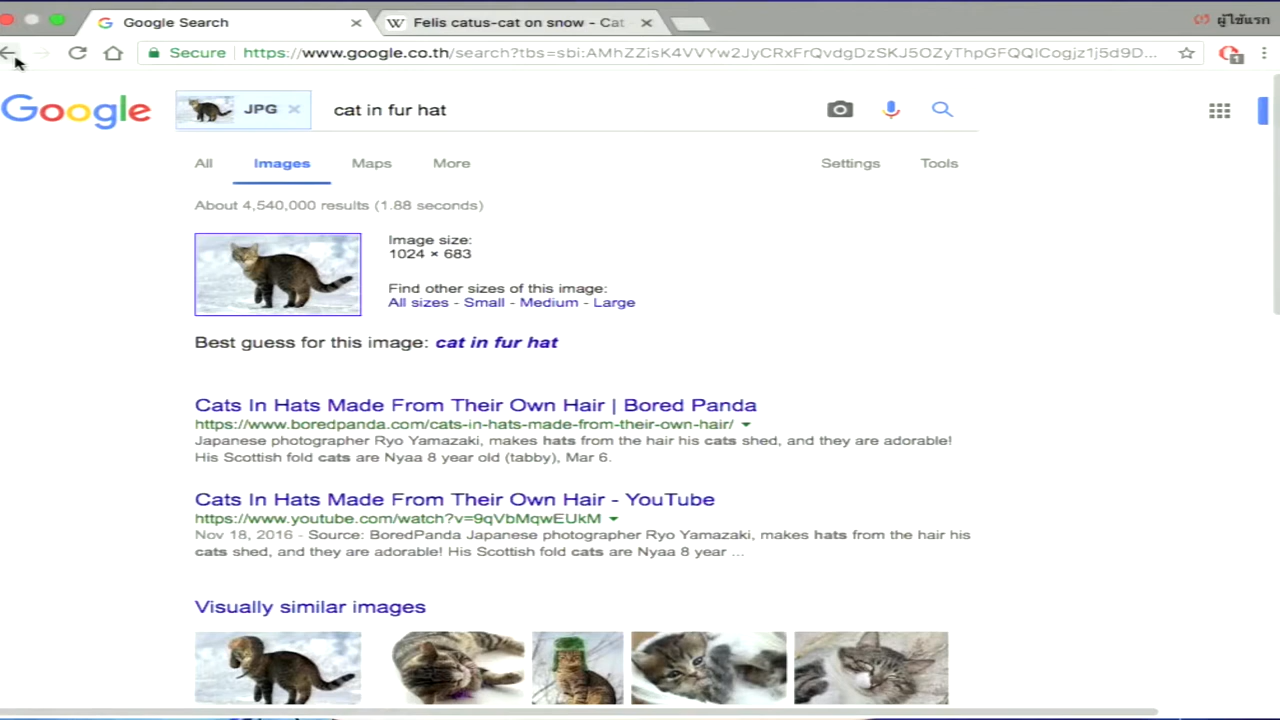 Google Search
Felis catus-cat on snow - Cat
ผู้ใช้แรก
Secure https://www.google.co.th/search?tbs=sbi:AMhZZisK4VVYw2JyCRxFrQvdgDzSKJ5OZyThpGFQQlCogjz1j5d9D...
1
Google JPG cat in fur hat
All Images Maps More Settings Tools
About 4,540,000 results (1.88 seconds)
Image size:
1024 × 683
Find other sizes of this image:
All sizes - Small - Medium - Large
Best guess for this image: cat in fur hat
Cats In Hats Made From Their Own Hair | Bored Panda
https://www.boredpanda.com/cats-in-hats-made-from-their-own-hair/
Japanese photographer Ryo Yamazaki, makes hats from the hair his cats shed, and they are adorable!
His Scottish fold cats are Nyaa 8 year old (tabby), Mar 6.
Cats In Hats Made From Their Own Hair - YouTube
https://www.youtube.com/watch?v=9qVbMqwEUkM
Nov 18, 2016 - Source: BoredPanda Japanese photographer Ryo Yamazaki, makes hats from the hair his
cats shed, and they are adorable! His Scottish fold cats are Nyaa 8 year ...
Visually similar images